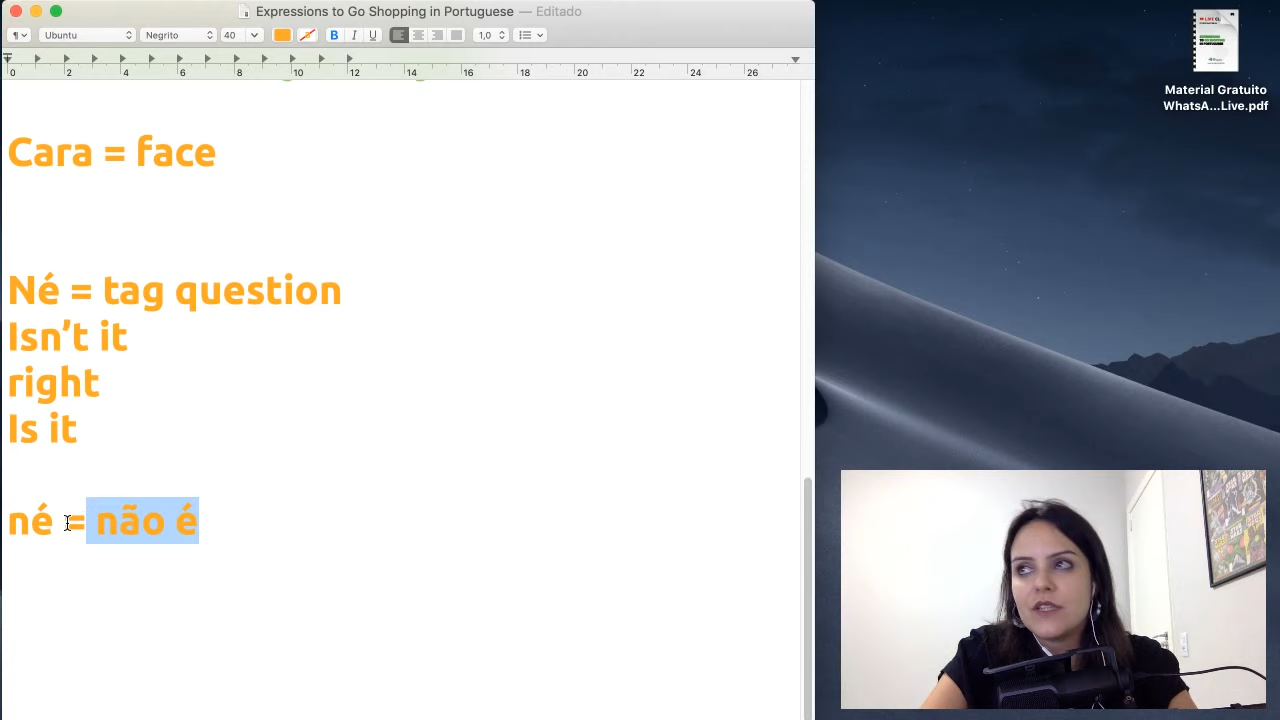 Expressions to Go Shopping in Portuguese — Editado
¶ Ubuntu Negrito 40 a B I U 1,0
0 2 4 6 8 10 12 14 16 18 20 22 24 26
Cara = face
Né = tag question
Isn’t it
right
Is it
né = não é
Material Gratuito
WhatsA...Live.pdf